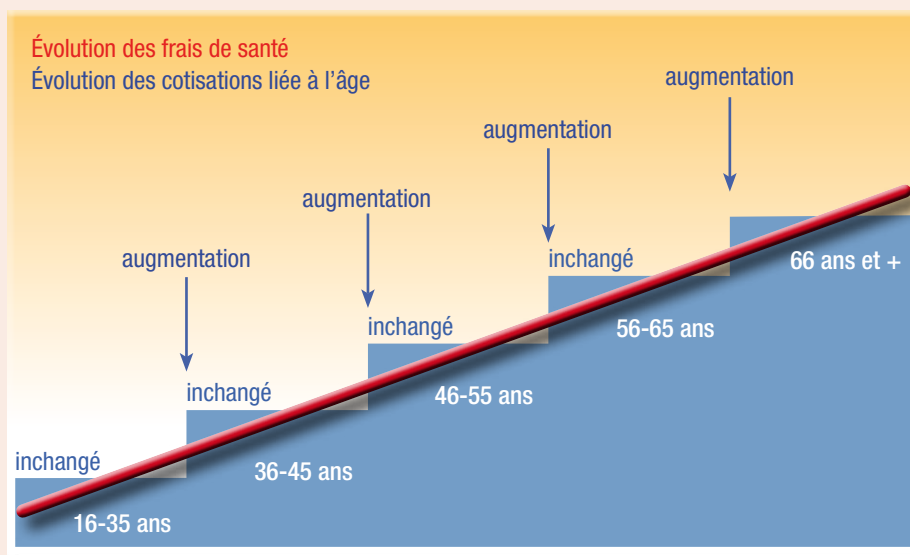 Évolution des frais de santé
Évolution des cotisations liée à l'âge
augmentation
augmentation
augmentation
augmentation
inchangé
66 ans et +
inchangé
56-65 ans
inchangé
46-55 ans
inchangé
36-45 ans
16-35 ans